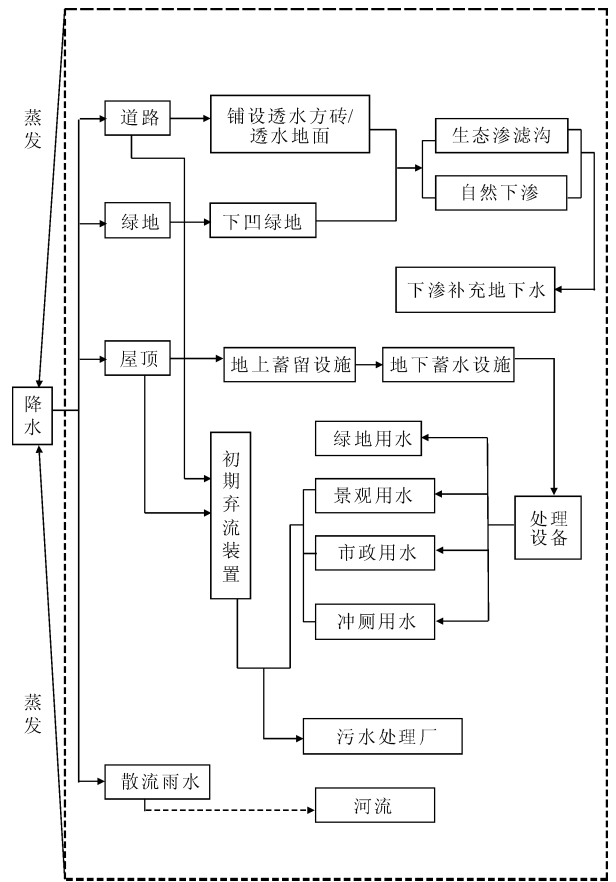 蒸发
道路
铺设透水方砖/
透水地面
生态渗滤沟
自然下渗
绿地
下凹绿地
下渗补充地下水
屋顶
地上蓄留设施
地下蓄水设施
降水
初期弃流装置
绿地用水
景观用水
市政用水
冲厕用水
处理
设备
蒸发
污水处理厂
散流雨水
河流